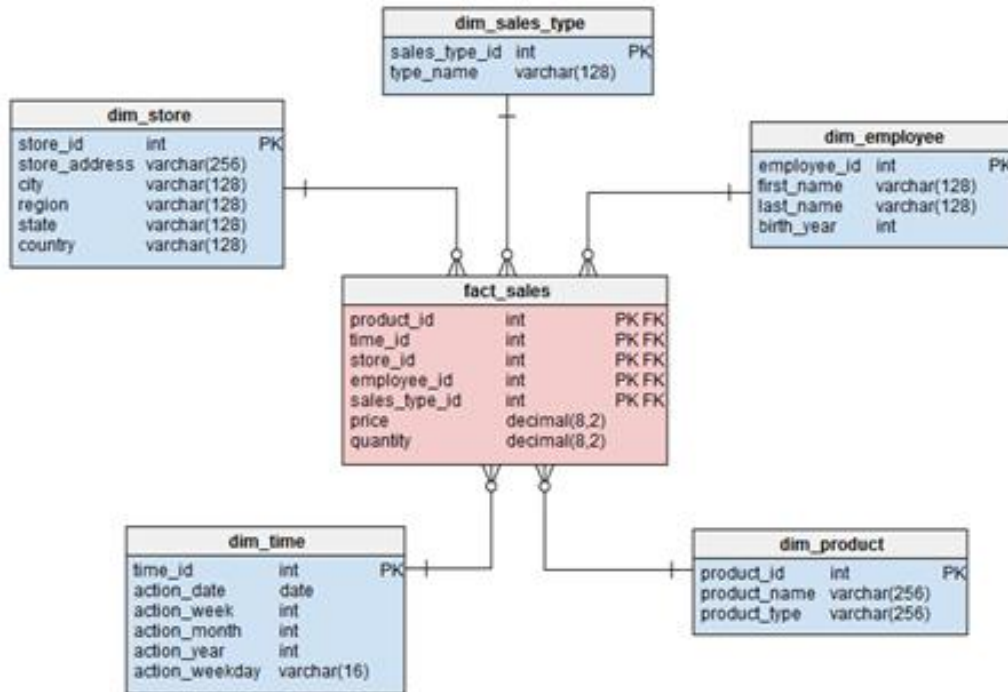 dim_sales_type
sales_type_id int PK
type_name varchar(128)
dim_store
store_id int PK
store_address varchar(256)
city varchar(128)
region varchar(128)
state varchar(128)
country varchar(128)
dim_employee
employee_id int PK
first_name varchar(128)
last_name varchar(128)
birth_year int
fact_sales
product_id int PK FK
time_id int PK FK
store_id int PK FK
employee_id int PK FK
sales_type_id int PK FK
price decimal(8,2)
quantity decimal(8,2)
dim_time
time_id int PK
action_date date
action_week int
action_month int
action_year int
action_weekday varchar(16)
dim_product
product_id int PK
product_name varchar(256)
product_type varchar(256)